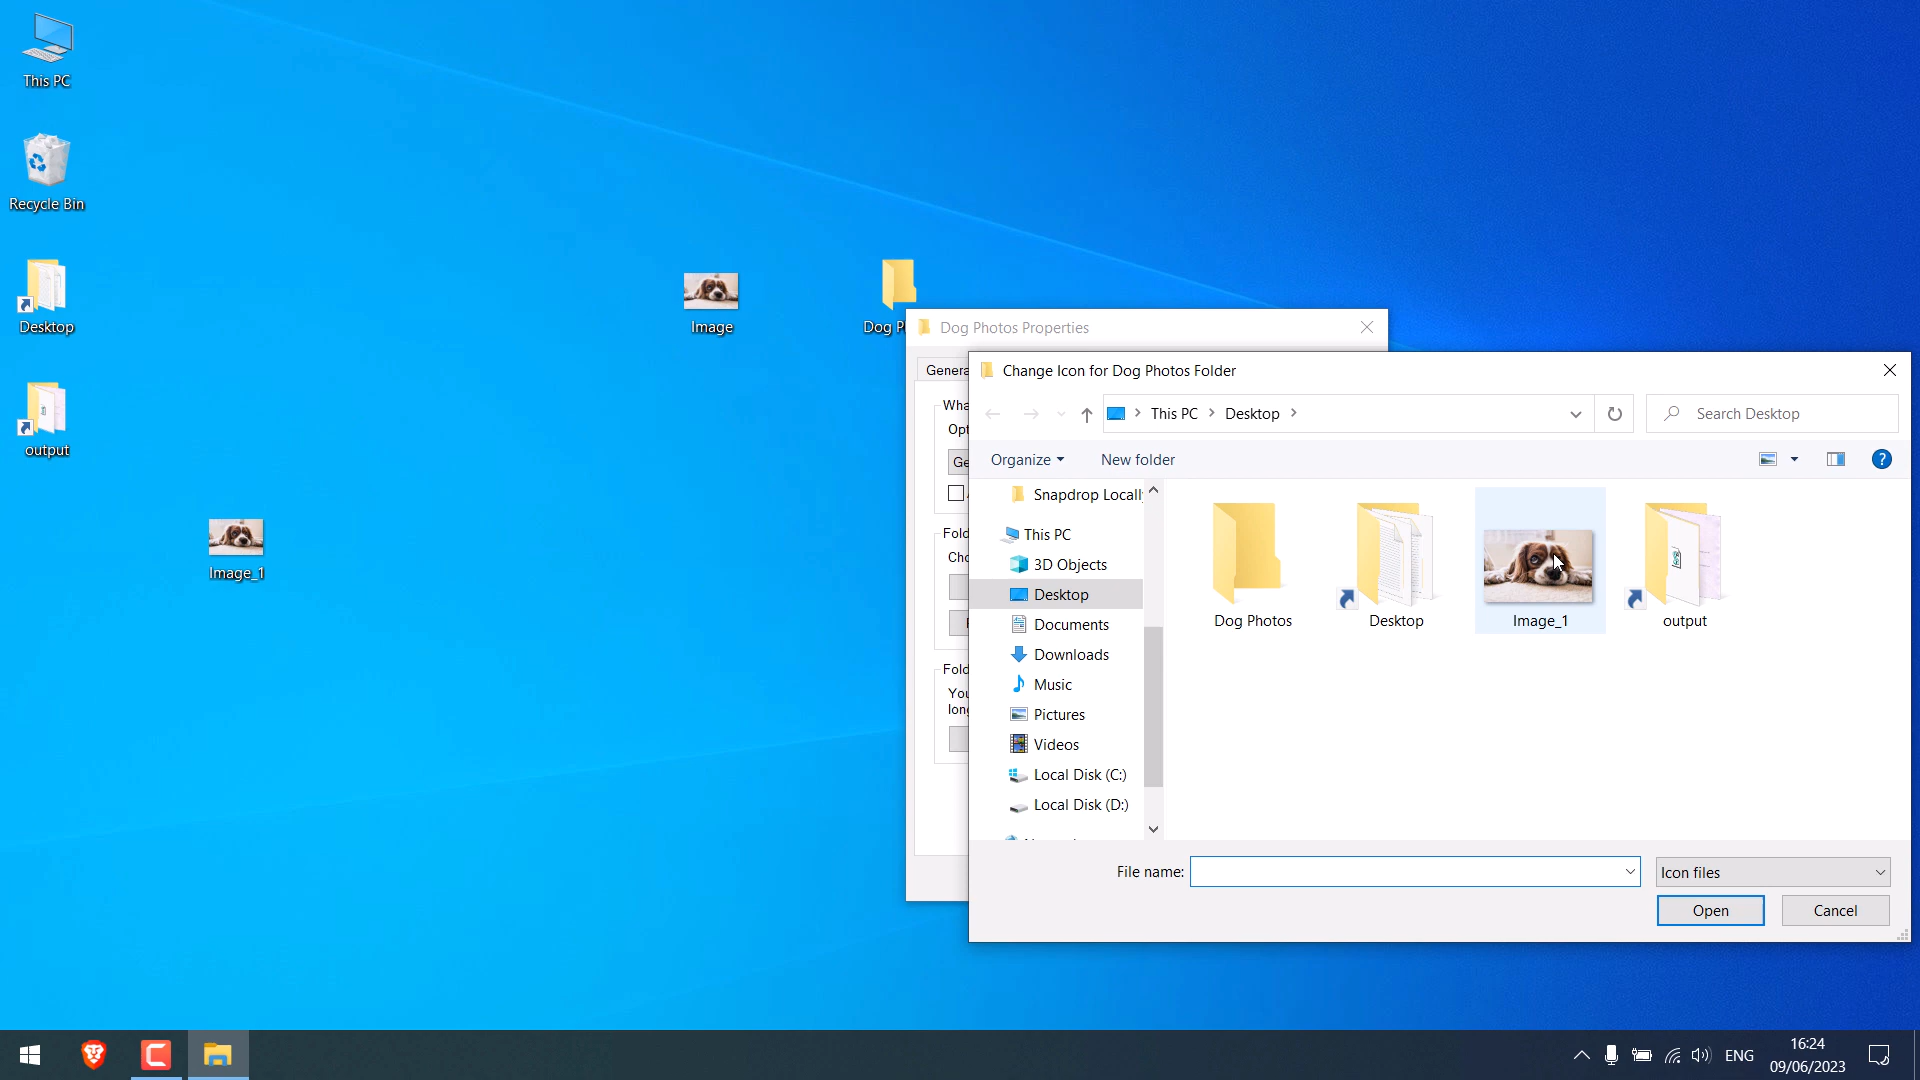 This PC
Recycle Bin
Desktop
output
Image_1
Image
Dog P
Dog Photos Properties
Genera
Wha
Opt
Ge
Fold
Cho
Fold
You
long
Change Icon for Dog Photos Folder
This PC
Desktop
Search Desktop
Organize
New folder
Snapdrop Locall
This PC
3D Objects
Desktop
Documents
Downloads
Music
Pictures
Videos
Local Disk (C:)
Local Disk (D:)
Dog Photos
Desktop
Image_1
output
File name:
Icon files
Open
Cancel
ENG
16:24
09/06/2023